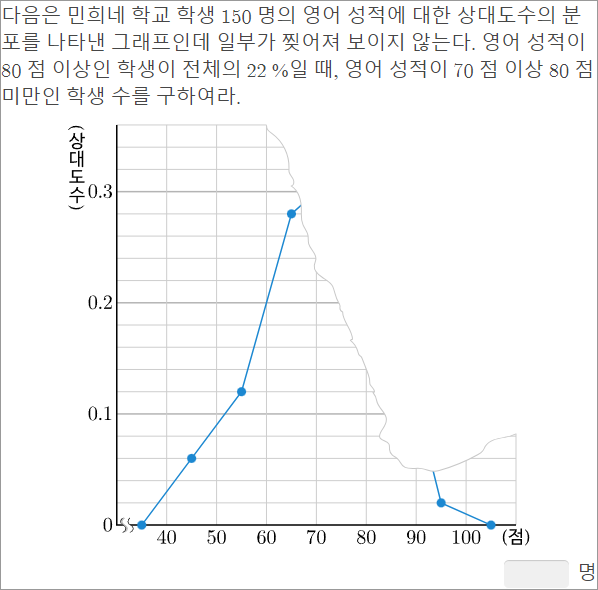 다음은 민희네 학교 학생 150 명의 영어 성적에 대한 상대도수의 분
포를 나타낸 그래프인데 일부가 찢어져 보이지 않는다. 영어 성적이
80 점 이상인 학생이 전체의 22 %일 때, 영어 성적이 70 점 이상 80 점
미만인 학생 수를 구하여라.
(상대도수)
0.3
0.2
0.1
0
40 50 60 70 80 90 100 (점)
명